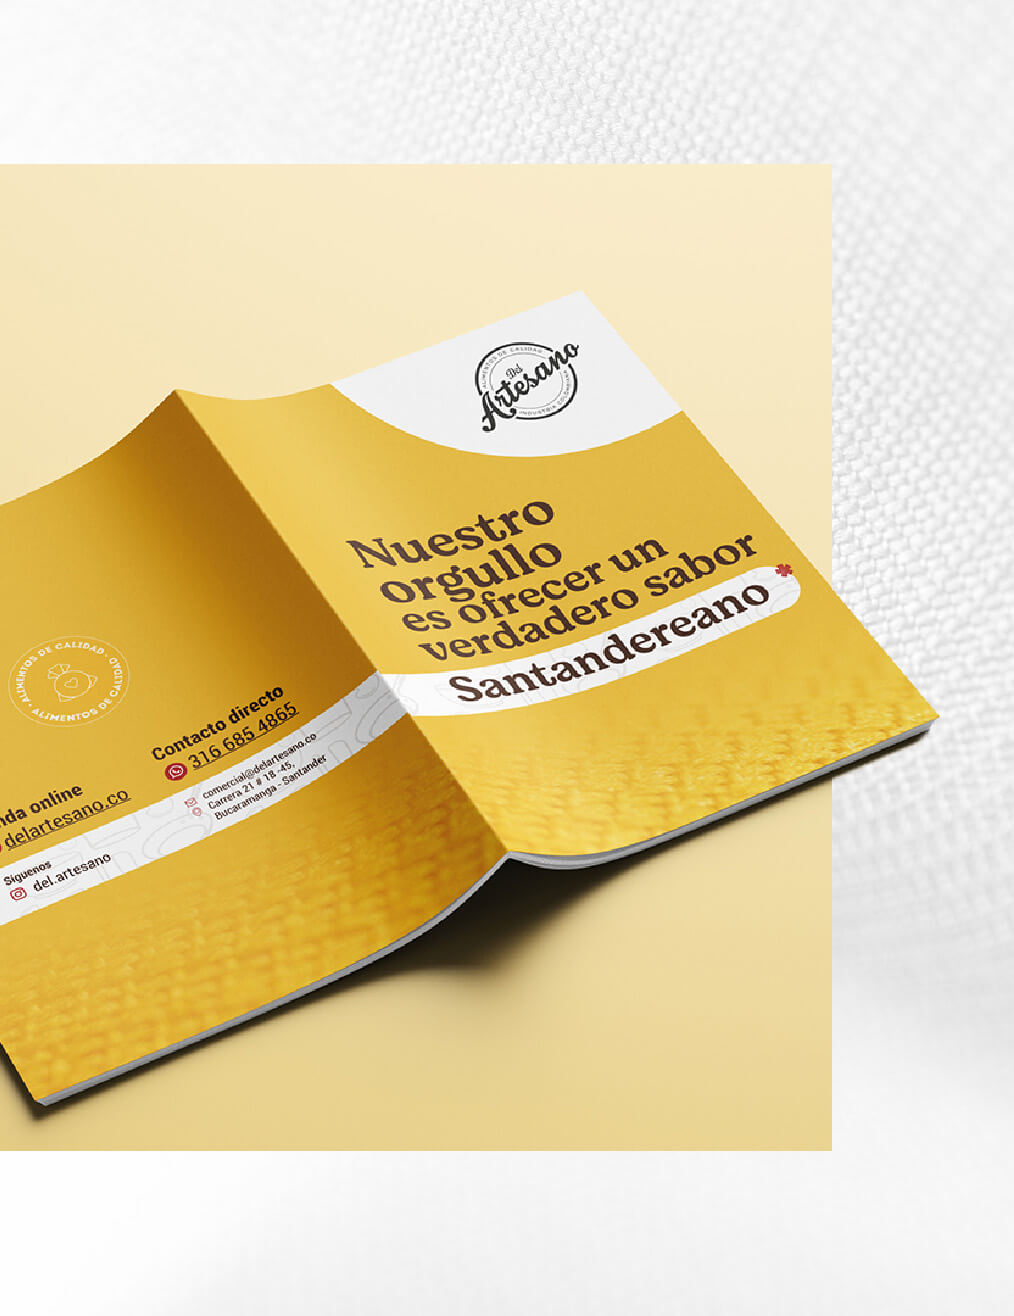 ALIMENTOS DE CALIDAD
Del
Artesano
INDUSTRIA COLOMBIANA
Nuestro
orgullo
es ofrecer un
verdadero sabor
Santandereano
ALIMENTOS DE CALIDAD · ALIMENTOS DE CALIDAD ·
Contacto directo
316 685 4865
comercial@delartesano.co
Carrera 21 # 18 -45,
Bucaramanga - Santander
nda online
delartesano.co
Síguenos
del.artesano